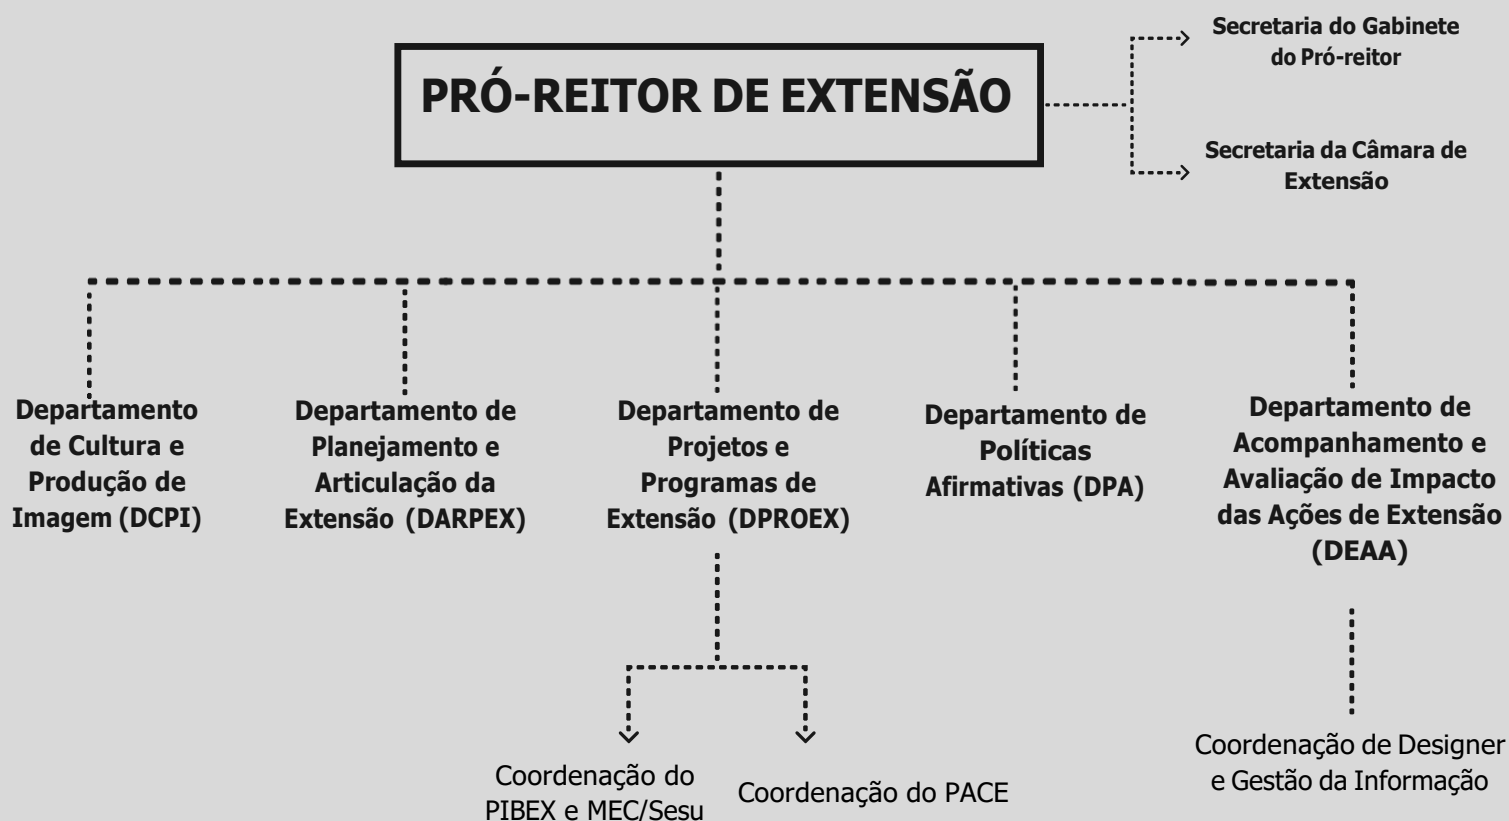 PRÓ-REITOR DE EXTENSÃO
Secretaria do Gabinete
do Pró-reitor
Secretaria da Câmara de
Extensão
Departamento
de Cultura e
Produção de
Imagem (DCPI)
Departamento de
Planejamento e
Articulação da
Extensão (DARPEX)
Departamento de
Projetos e
Programas de
Extensão (DPROEX)
Departamento de
Políticas
Afirmativas (DPA)
Departamento de
Acompanhamento e
Avaliação de Impacto
das Ações de Extensão
(DEAA)
Coordenação do
PIBEX e MEC/Sesu
Coordenação do PACE
Coordenação de Designer
e Gestão da Informação